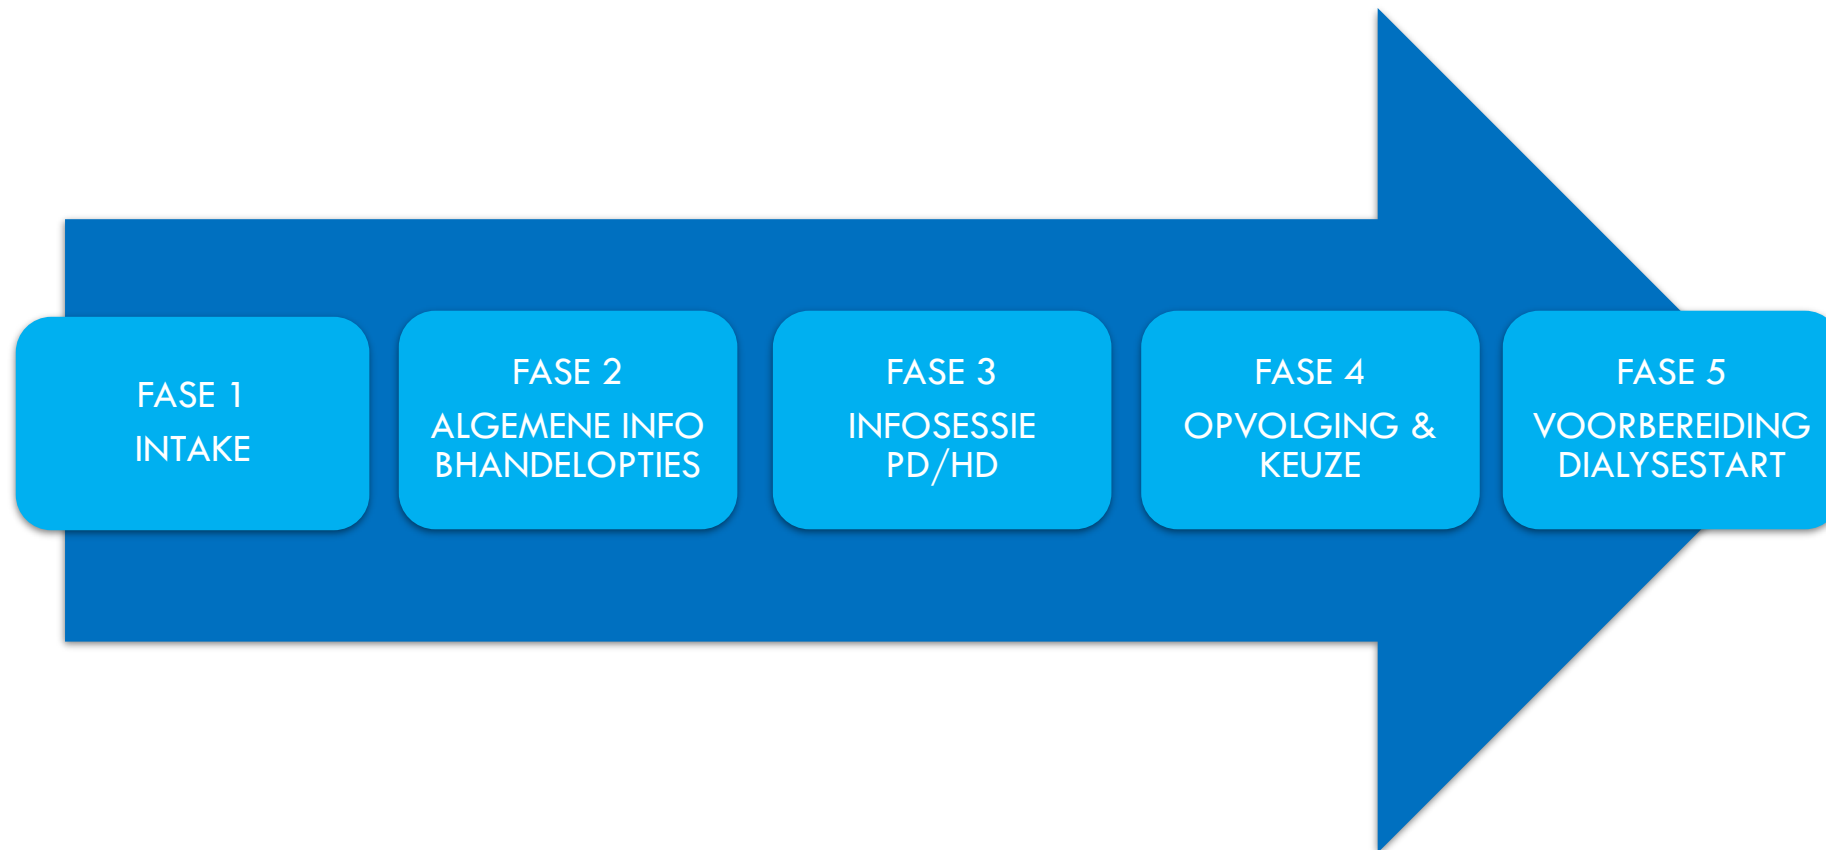 FASE 1
INTAKE
FASE 2
ALGEMENE INFO
BHANDELOPTIES
FASE 3
INFOSESSIE
PD/HD
FASE 4
OPVOLGING &
KEUZE
FASE 5
VOORBEREIDING
DIALYSESTART